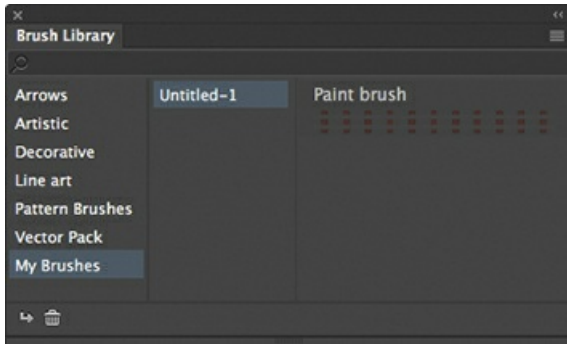 Brush Library
Arrows
Artistic
Decorative
Line art
Pattern Brushes
Vector Pack
My Brushes
Untitled-1
Paint brush